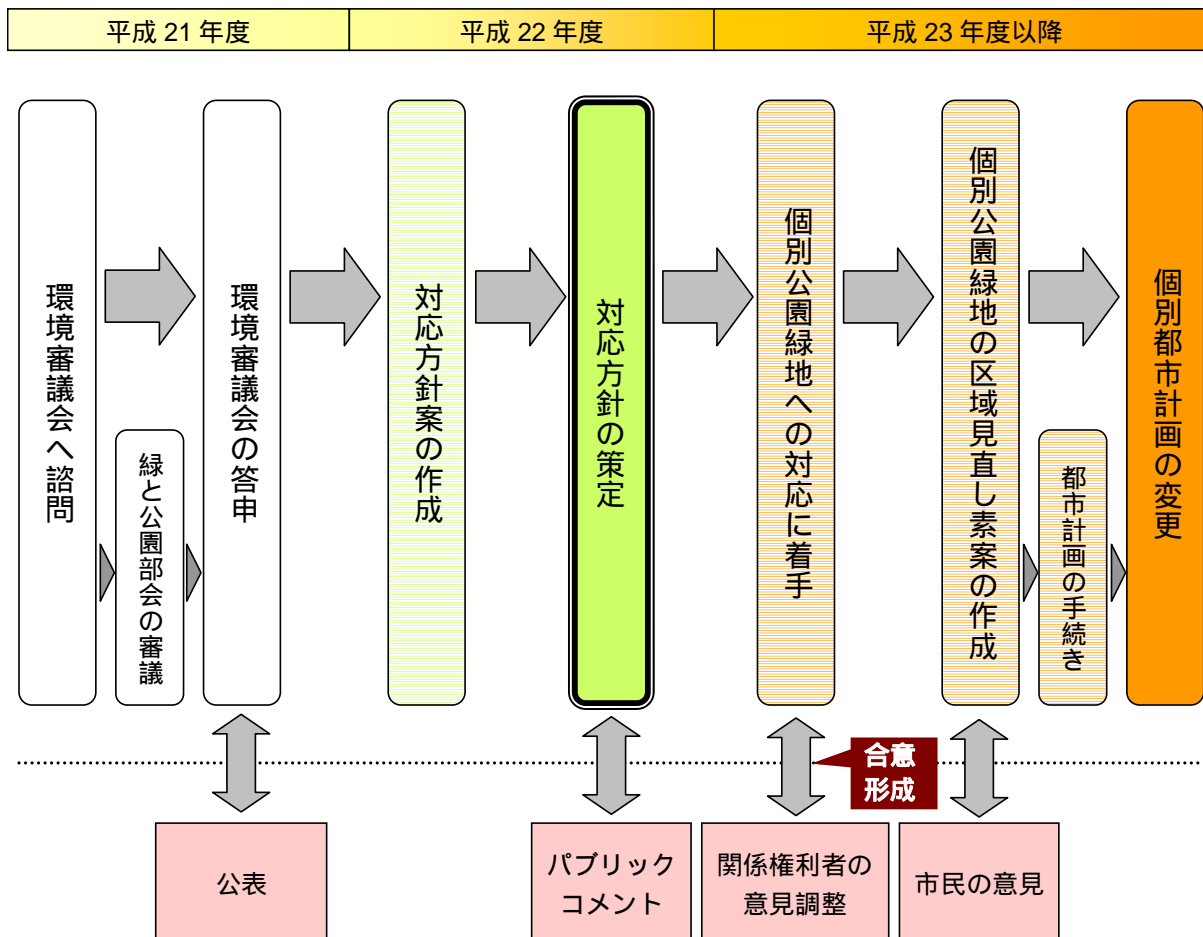 平成 21 年度
平成 22 年度
平成 23 年度以降
環境審議会へ諮問
緑と公園部会の審議
環境審議会の答申
対応方針案の作成
対応方針の策定
個別公園緑地への対応に着手
個別公園緑地の区域見直し素案の作成
都市計画の手続き
個別都市計画の変更
合意
形成
公表
パブリック
コメント
関係権利者の
意見調整
市民の意見